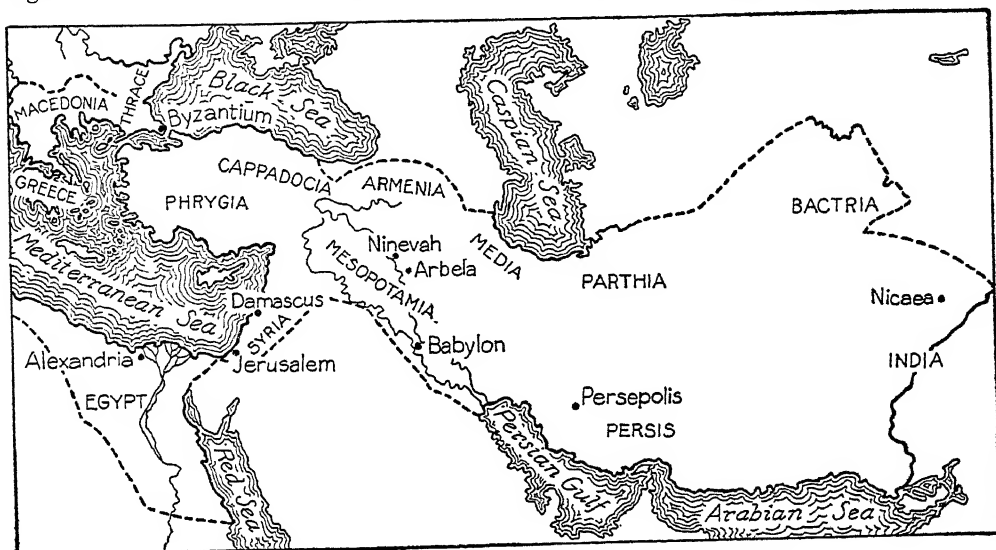 Black Sea
Caspian Sea
MACEDONIA
THRACE
Byzantium
CAPPADOCIA
ARMENIA
GREECE
PHRYGIA
BACTRIA
Ninevah
Arbela
MEDIA
MESOPOTAMIA
PARTHIA
Mediterranean Sea
Damascus
Nicaea
SYRIA
Alexandria
Jerusalem
Babylon
INDIA
EGYPT
Persepolis
PERSIS
Red Sea
Persian Gulf
Arabian Sea